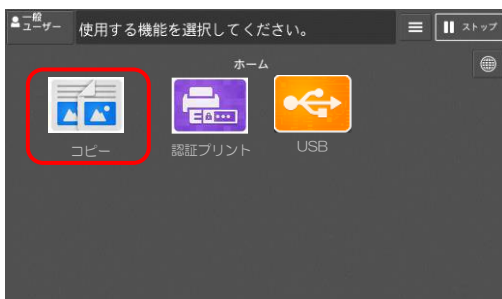 一般
ユーザー
使用する機能を選択してください。
ストップ
ホーム
コピー
認証プリント
USB